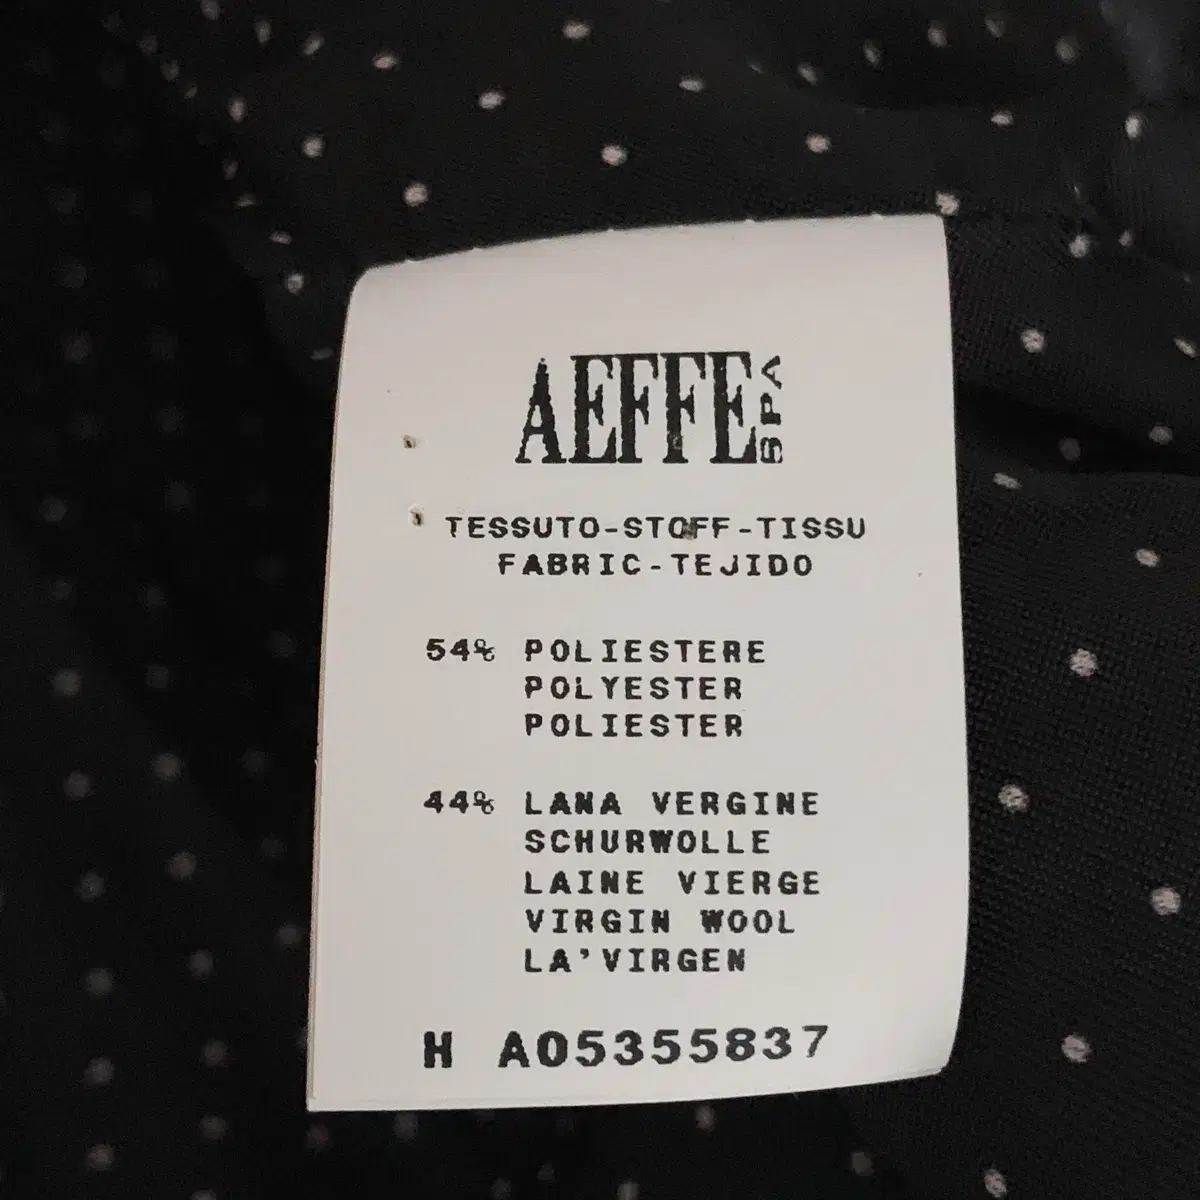 AEFFE SPA
TESSUTO-STOFF-TISSU
FABRIC-TEJIDO
54% POLIESTERE
POLYESTER
POLIESTER
44% LANA VERGINE
SCHURWOLLE
LAINE VIERGE
VIRGIN WOOL
LA'VIRGEN
H A05355837